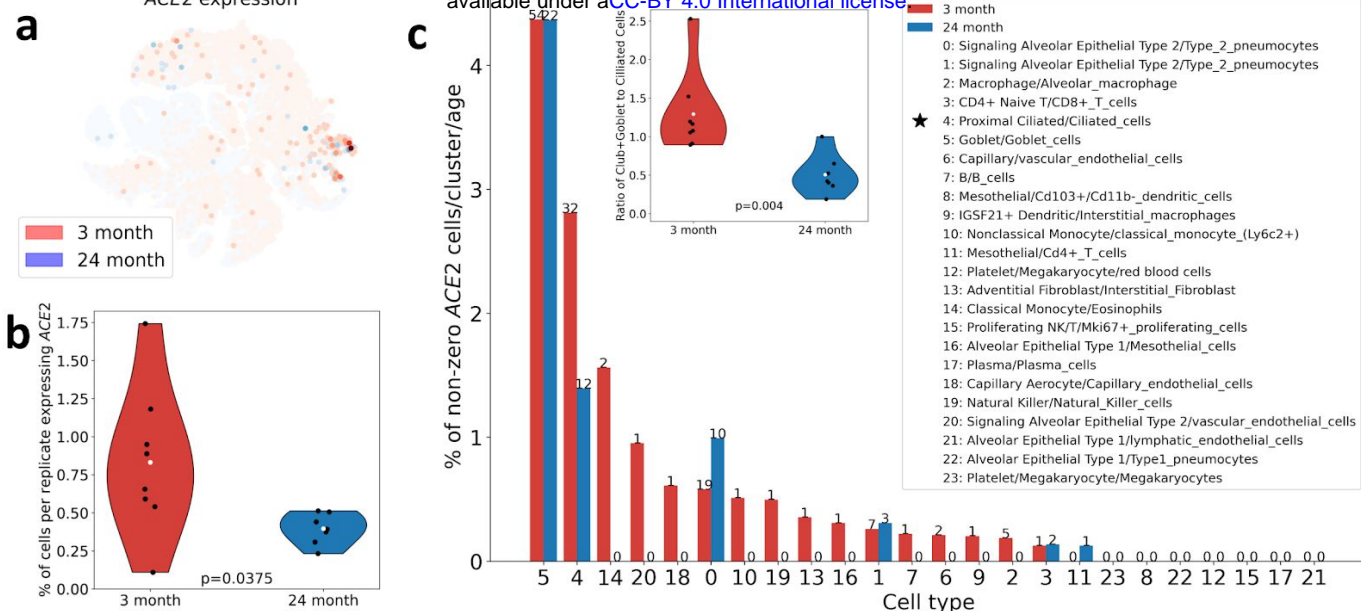 ACE2 expression
available under aCC-BY 4.0 International license.
a
3 month
24 month
b
% of cells per replicate expressing ACE2
1.75
1.50
1.25
1.00
0.75
0.50
0.25
0.00
p=0.0375
3 month
24 month
c
% of non-zero ACE2 cells/cluster/age
4
3
2
1
0
54 22
32 12
2 0
1 0
1 0
19 10
1 0
1 0
1 0
1 0
7 3
1 0
2 0
1 0
5 0
1 2
0 1
0 0
0 0
0 0
0 0
0 0
0 0
0 0
5 4 14 20 18 0 10 19 13 16 1 7 6 9 2 3 11 23 8 22 12 15 17 21
Cell type
Ratio of Club+Goblet to Cilliated Cells
2.5
2.0
1.5
1.0
0.5
0.0
p=0.004
3 month
24 month
3 month
24 month
0: Signaling Alveolar Epithelial Type 2/Type_2_pneumocytes
1: Signaling Alveolar Epithelial Type 2/Type_2_pneumocytes
2: Macrophage/Alveolar_macrophage
3: CD4+ Naive T/CD8+_T_cells
★ 4: Proximal Ciliated/Ciliated_cells
5: Goblet/Goblet_cells
6: Capillary/vascular_endothelial_cells
7: B/B_cells
8: Mesothelial/Cd103+/Cd11b-_dendritic_cells
9: IGSF21+ Dendritic/Interstitial_macrophages
10: Nonclassical Monocyte/classical_monocyte_(Ly6c2+)
11: Mesothelial/Cd4+_T_cells
12: Platelet/Megakaryocyte/red blood cells
13: Adventitial Fibroblast/Interstitial_Fibroblast
14: Classical Monocyte/Eosinophils
15: Proliferating NK/T/Mki67+_proliferating_cells
16: Alveolar Epithelial Type 1/Mesothelial_cells
17: Plasma/Plasma_cells
18: Capillary Aerocyte/Capillary_endothelial_cells
19: Natural Killer/Natural_Killer_cells
20: Signaling Alveolar Epithelial Type 2/vascular_endothelial_cells
21: Alveolar Epithelial Type 1/lymphatic_endothelial_cells
22: Alveolar Epithelial Type 1/Type1_pneumocytes
23: Platelet/Megakaryocyte/Megakaryocytes